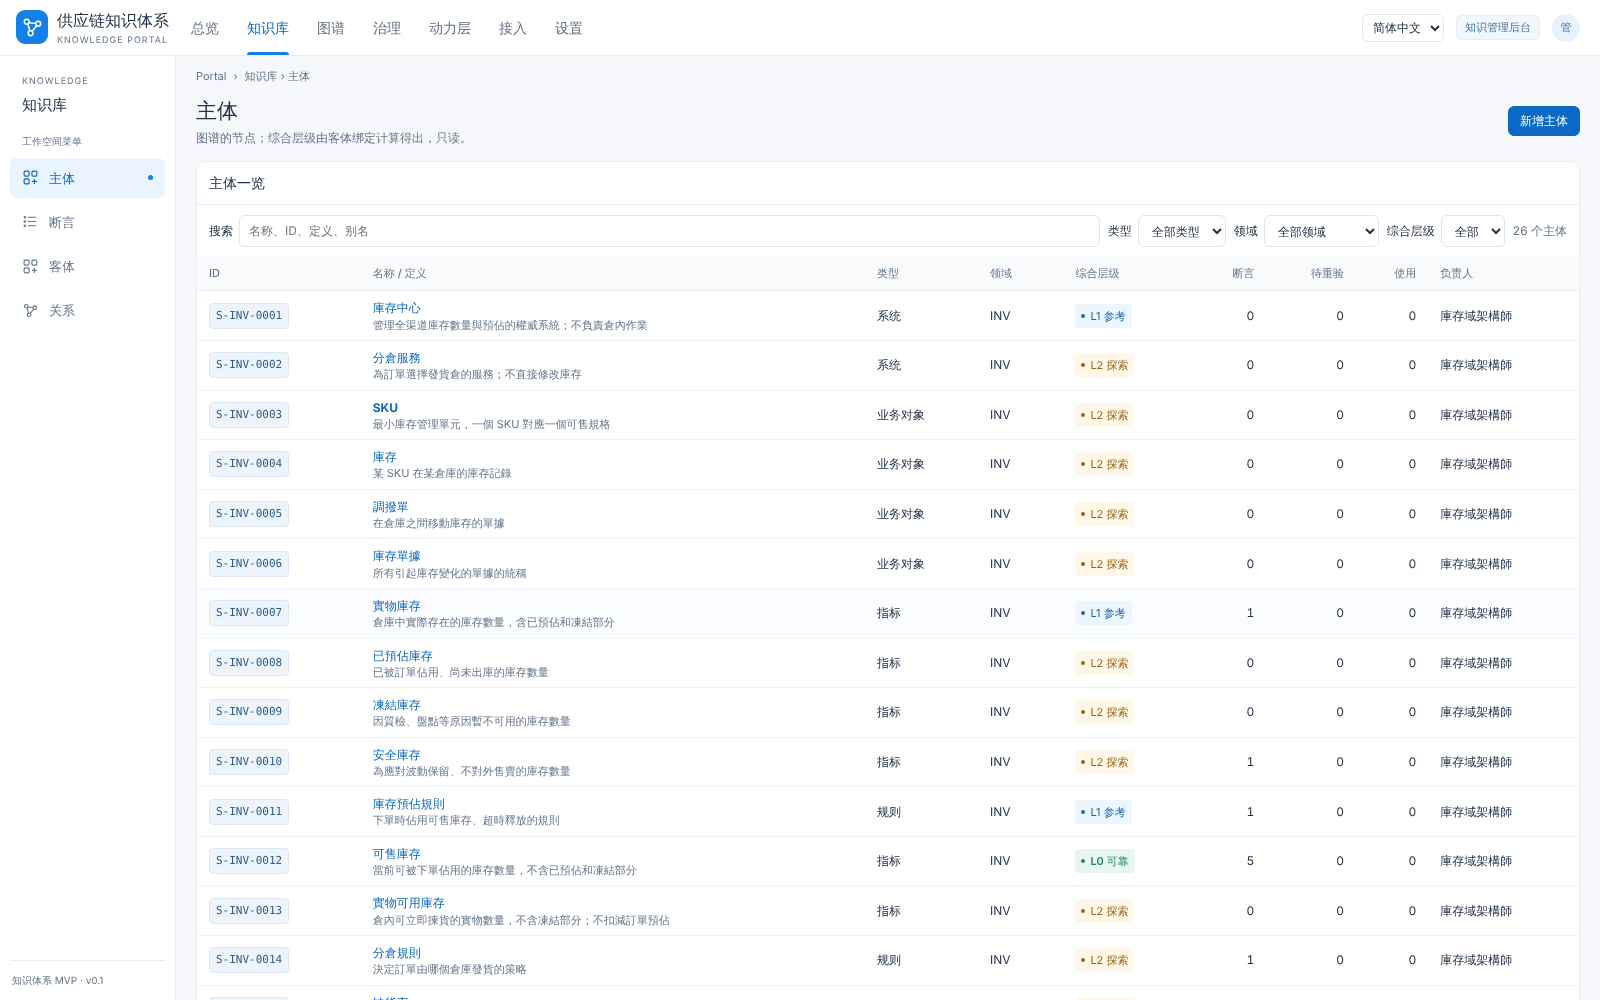 供应链知识体系
KNOWLEDGE PORTAL
总览 知识库 图谱 治理 动力层 接入 设置
简体中文 知识管理后台 管
KNOWLEDGE
知识库
工作空间菜单
主体
断言
客体
关系
知识体系 MVP · v0.1
Portal › 知识库 › 主体
主体
图谱的节点；综合层级由客体绑定计算得出，只读。
新增主体
主体一览
搜索 名称、ID、定义、别名 类型 全部类型 领域 全部领域 综合层级 全部 26 个主体
ID 名称 / 定义 类型 领域 综合层级 断言 待重验 使用 负责人
S-INV-0001 庫存中心 系统 INV L1 参考 0 0 0 庫存域架構師
管理全渠道庫存數量與預佔的權威系統；不負責倉內作業
S-INV-0002 分倉服務 系统 INV L2 探索 0 0 0 庫存域架構師
為訂單選擇發貨倉的服務；不直接修改庫存
S-INV-0003 SKU 业务对象 INV L2 探索 0 0 0 庫存域架構師
最小庫存管理單元，一個 SKU 對應一個可售規格
S-INV-0004 庫存 业务对象 INV L2 探索 0 0 0 庫存域架構師
某 SKU 在某倉庫的庫存記錄
S-INV-0005 調撥單 业务对象 INV L2 探索 0 0 0 庫存域架構師
在倉庫之間移動庫存的單據
S-INV-0006 庫存單據 业务对象 INV L2 探索 0 0 0 庫存域架構師
所有引起庫存變化的單據的統稱
S-INV-0007 實物庫存 指标 INV L1 参考 1 0 0 庫存域架構師
倉庫中實際存在的庫存數量，含已預佔和凍結部分
S-INV-0008 已預佔庫存 指标 INV L2 探索 0 0 0 庫存域架構師
已被訂單佔用、尚未出庫的庫存數量
S-INV-0009 凍結庫存 指标 INV L2 探索 0 0 0 庫存域架構師
因質檢、盤點等原因暫不可用的庫存數量
S-INV-0010 安全庫存 指标 INV L2 探索 1 0 0 庫存域架構師
為應對波動保留、不對外售賣的庫存數量
S-INV-0011 庫存預佔規則 规则 INV L1 参考 1 0 0 庫存域架構師
下單時佔用可售庫存、超時釋放的規則
S-INV-0012 可售庫存 指标 INV L0 可靠 5 0 0 庫存域架構師
當前可被下單佔用的庫存數量，不含已預佔和凍結部分
S-INV-0013 實物可用庫存 指标 INV L2 探索 0 0 0 庫存域架構師
倉內可立即揀貨的實物數量，不含凍結部分；不扣減訂單預佔
S-INV-0014 分倉規則 规则 INV L2 探索 1 0 0 庫存域架構師
決定訂單由哪個倉庫發貨的策略